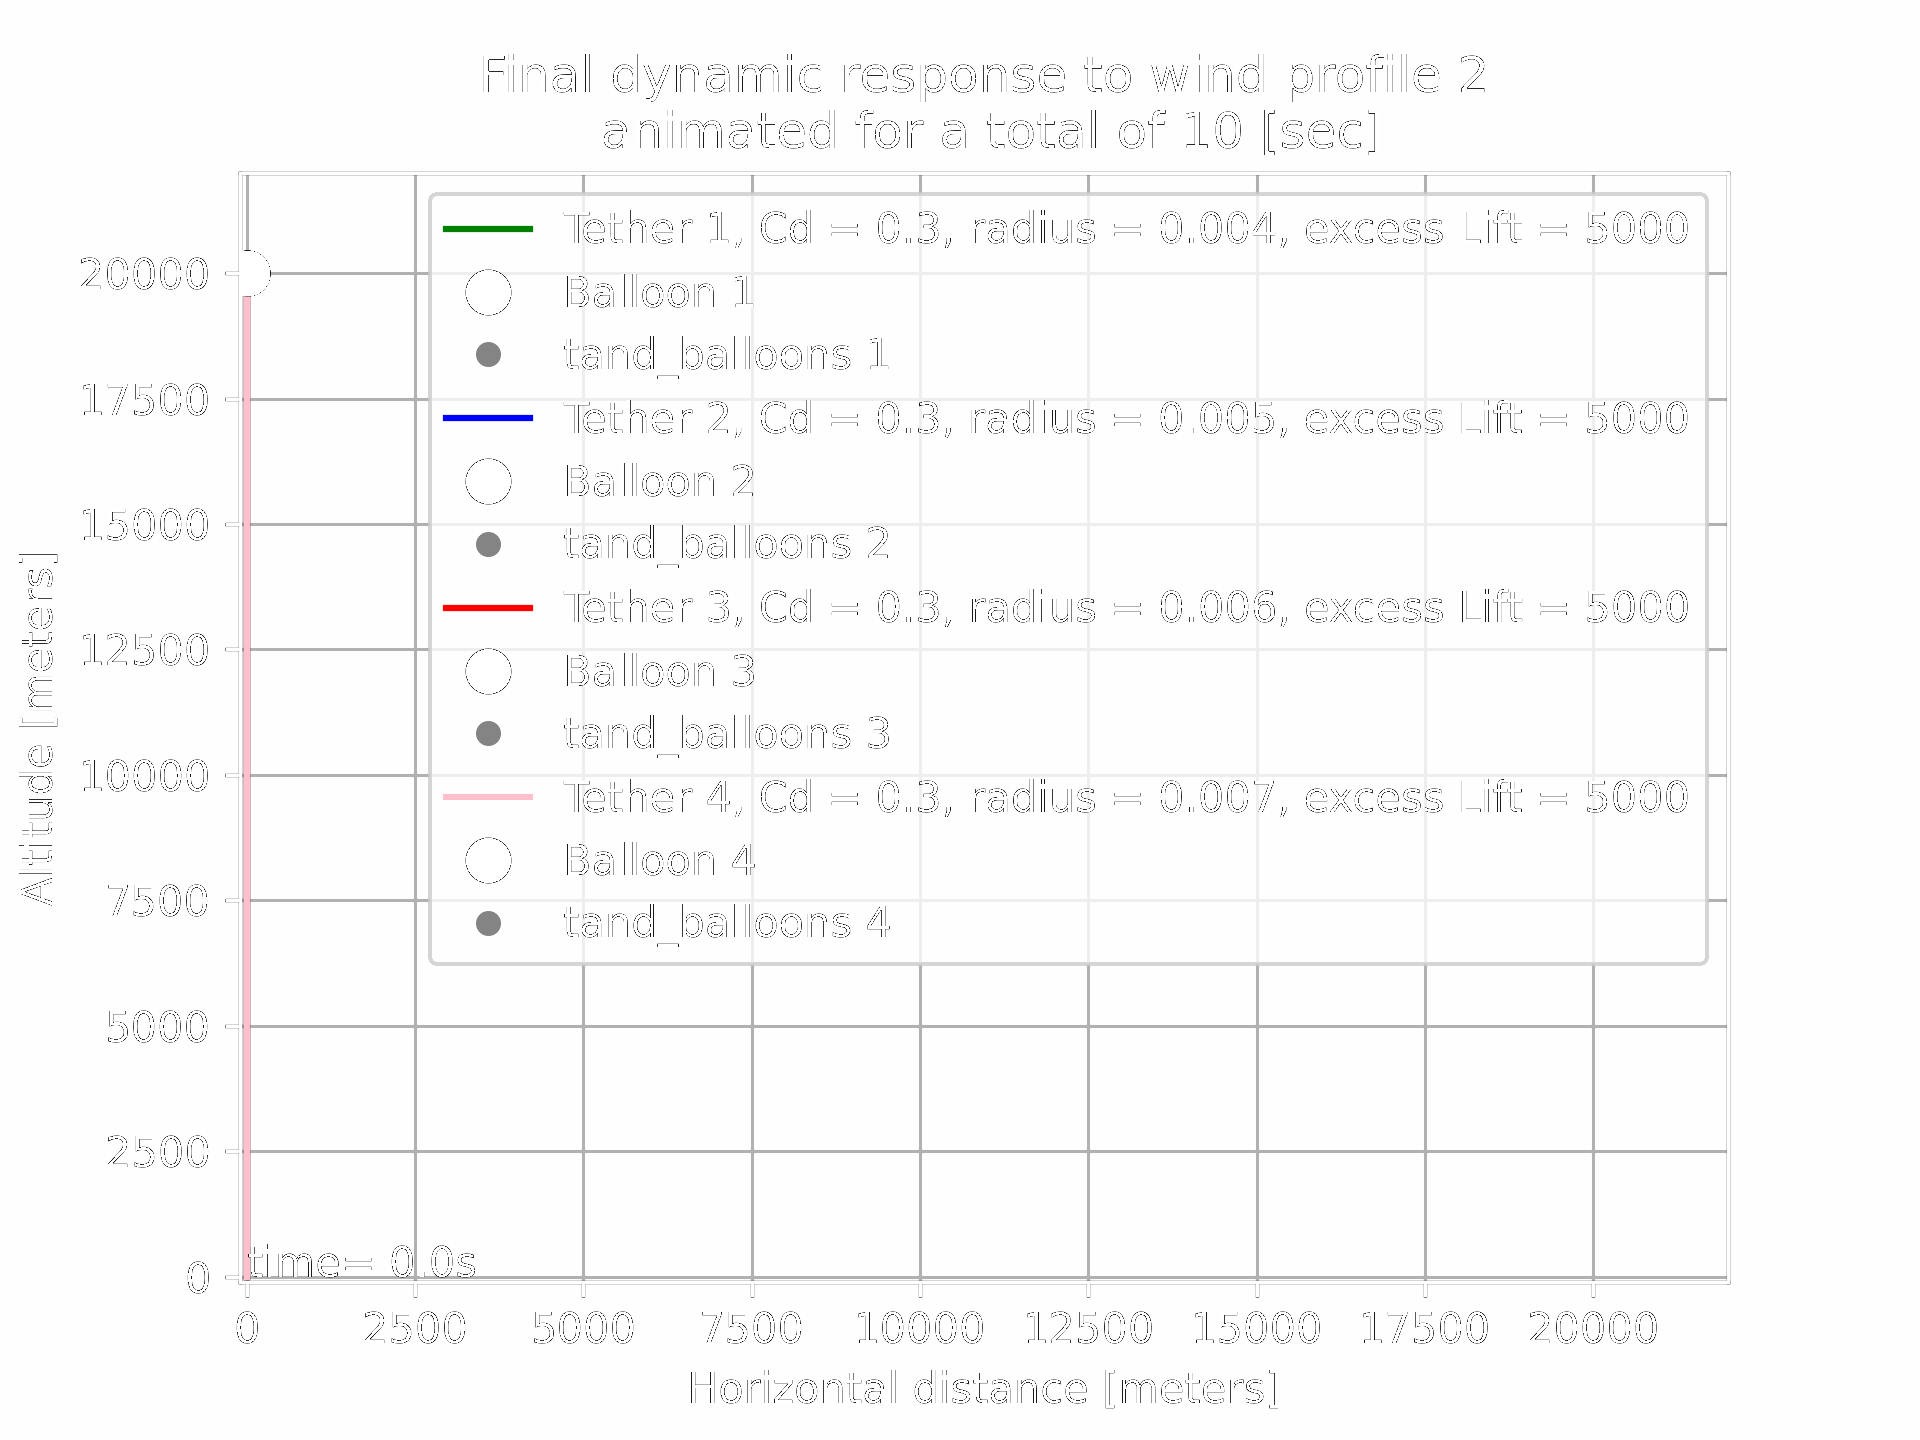 Final dynamic response to wind profile 2
animated for a total of 10 [sec]
Tether 1, Cd = 0.3, radius = 0.004, excess Lift = 5000
Balloon 1
tand_balloons 1
Tether 2, Cd = 0.3, radius = 0.005, excess Lift = 5000
Balloon 2
tand_balloons 2
Tether 3, Cd = 0.3, radius = 0.006, excess Lift = 5000
Balloon 3
tand_balloons 3
Tether 4, Cd = 0.3, radius = 0.007, excess Lift = 5000
Balloon 4
tand_balloons 4
20000
17500
15000
12500
10000
7500
5000
2500
0
Altitude [meters]
time= 0.0s
0 2500 5000 7500 10000 12500 15000 17500 20000
Horizontal distance [meters]